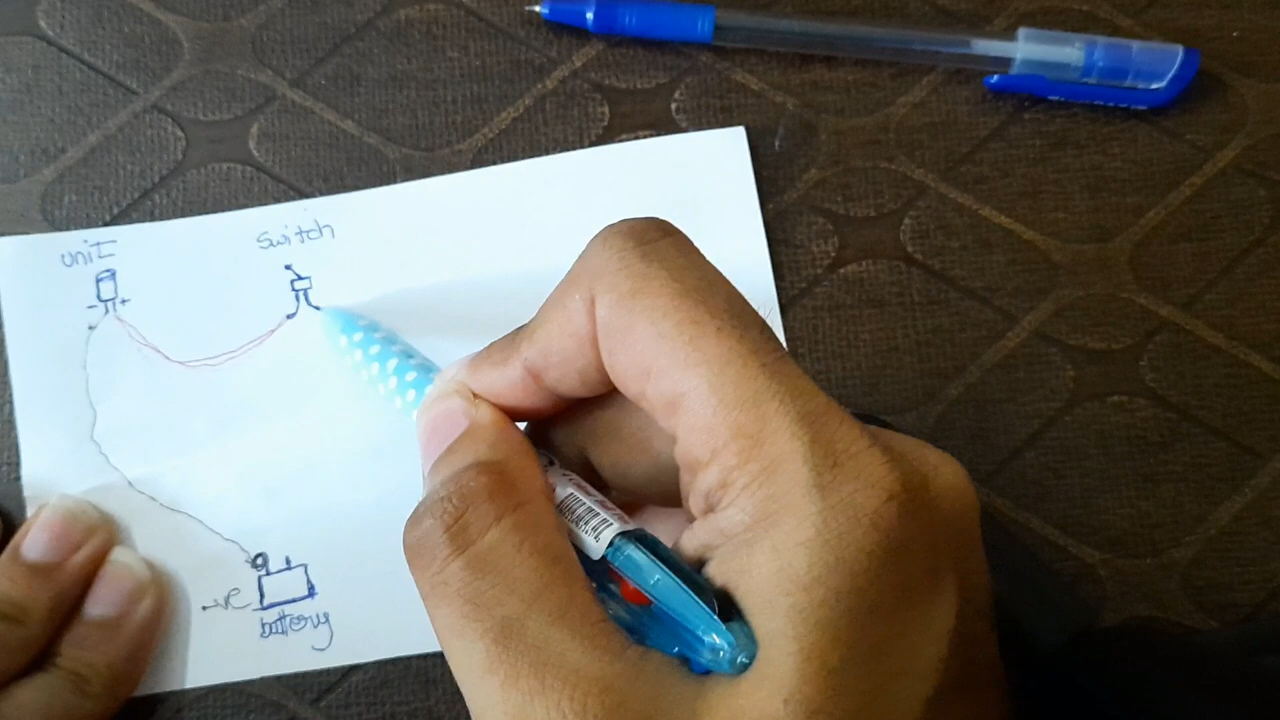 unit
switch
- +
-ve
battery